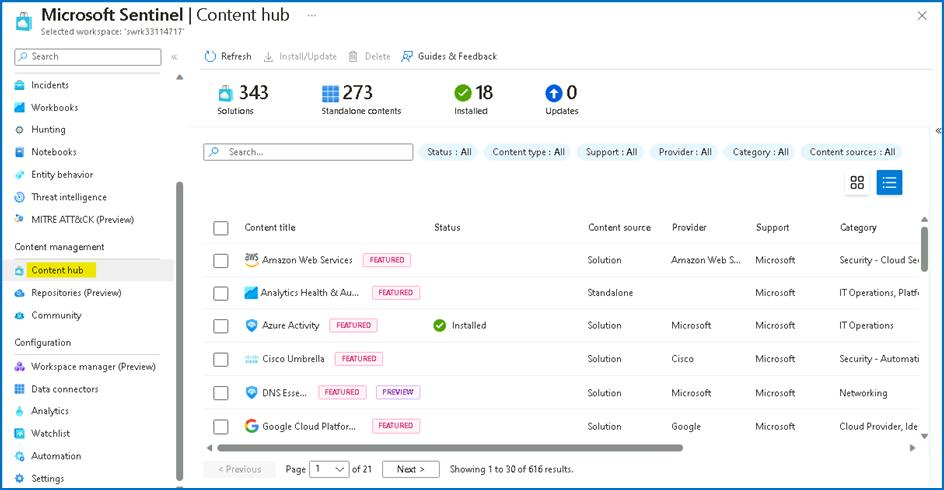 Microsoft Sentinel | Content hub ...
Selected workspace: 'swrk33114717'
Search
«
Incidents
Workbooks
Hunting
Notebooks
Entity behavior
Threat intelligence
MITRE ATT&CK (Preview)
Content management
Content hub
Repositories (Preview)
Community
Configuration
Workspace manager (Preview)
Data connectors
Analytics
Watchlist
Automation
Settings
Refresh Install/Update Delete Guides & Feedback
343 273 18 0
Solutions Standalone contents Installed Updates
«
Search... Status : All Content type : All Support : All Provider : All Category : All Content sources : All
Content title Status Content source Provider Support Category
aws Amazon Web Services FEATURED Solution Amazon Web S... Microsoft Security - Cloud Se
Analytics Health & Au... FEATURED Standalone Microsoft IT Operations, Platf
Azure Activity FEATURED Installed Solution Microsoft Microsoft IT Operations
Cisco Umbrella FEATURED Solution Cisco Microsoft Security - Automati
DNS Esse... FEATURED PREVIEW Solution Microsoft Microsoft Networking
Google Cloud Platfor... FEATURED Solution Google Microsoft Cloud Provider, Ide
< Previous Page 1 of 21 Next > Showing 1 to 30 of 616 results.